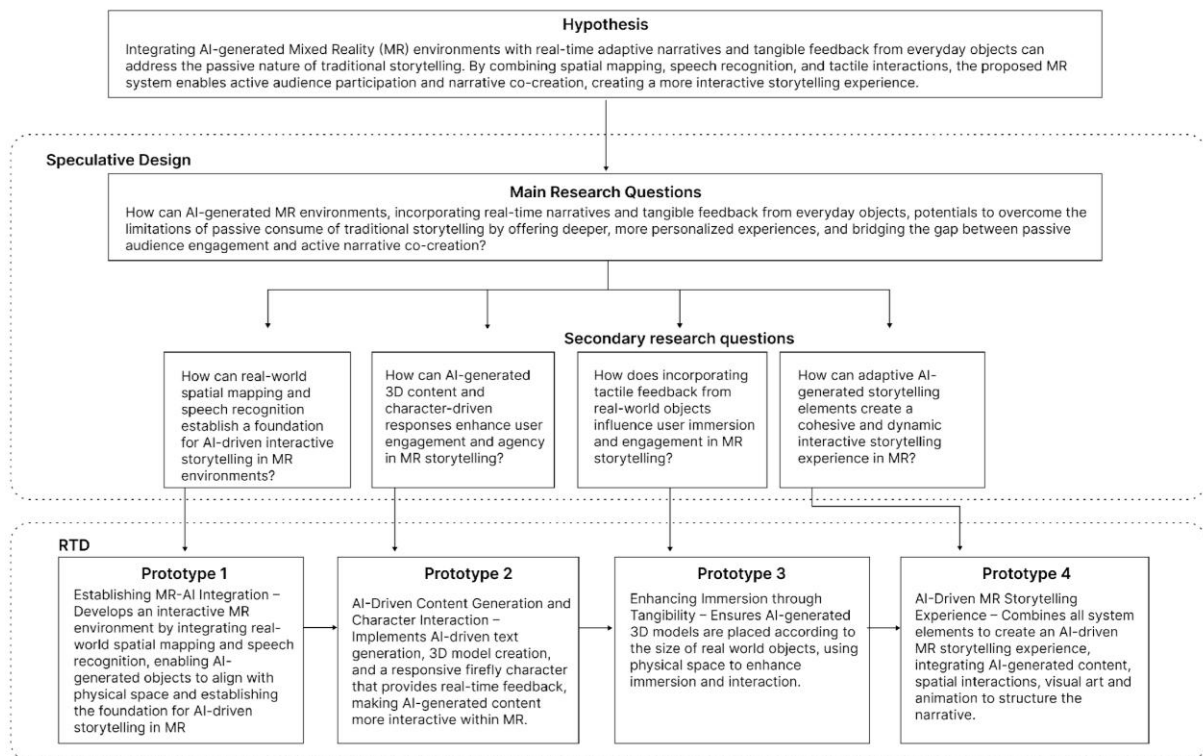 Hypothesis
Integrating AI-generated Mixed Reality (MR) environments with real-time adaptive narratives and tangible feedback from everyday objects can
address the passive nature of traditional storytelling. By combining spatial mapping, speech recognition, and tactile interactions, the proposed MR
system enables active audience participation and narrative co-creation, creating a more interactive storytelling experience.
Speculative Design
Main Research Questions
How can AI-generated MR environments, incorporating real-time narratives and tangible feedback from everyday objects, potentials to overcome the
limitations of passive consume of traditional storytelling by offering deeper, more personalized experiences, and bridging the gap between passive
audience engagement and active narrative co-creation?
Secondary research questions
How can real-world
spatial mapping and
speech recognition
establish a foundation
for AI-driven interactive
storytelling in MR
environments?
How can AI-generated
3D content and
character-driven
responses enhance user
engagement and agency
in MR storytelling?
How does incorporating
tactile feedback from
real-world objects
influence user immersion
and engagement in MR
storytelling?
How can adaptive AI-
generated storytelling
elements create a
cohesive and dynamic
interactive storytelling
experience in MR?
RTD
Prototype 1
Establishing MR-AI Integration –
Develops an interactive MR
environment by integrating real-
world spatial mapping and speech
recognition, enabling AI-
generated objects to align with
physical space and establishing
the foundation for AI-driven
storytelling in MR
Prototype 2
AI-Driven Content Generation and
Character Interaction –
Implements AI-driven text
generation, 3D model creation,
and a responsive firefly character
that provides real-time feedback,
making AI-generated content
more interactive within MR.
Prototype 3
Enhancing Immersion through
Tangibility – Ensures AI-generated
3D models are placed according to
the size of real world objects, using
physical space to enhance
immersion and interaction.
Prototype 4
AI-Driven MR Storytelling
Experience – Combines all system
elements to create an AI-driven
MR storytelling experience,
integrating AI-generated content,
spatial interactions, visual art and
animation to structure the
narrative.